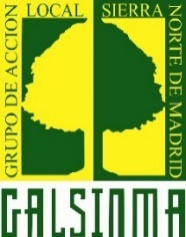 GRUPO DE ACCION
LOCAL SIERRA
NORTE DE MADRID
GALSINMA